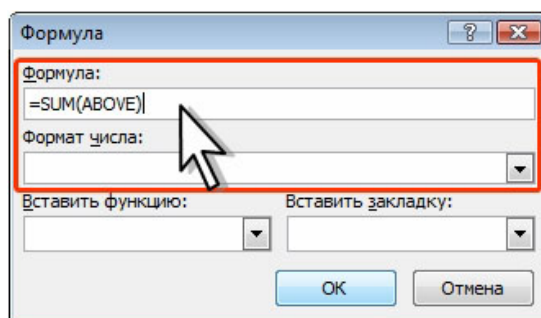 Формула
Формула:
=SUM(ABOVE)
Формат числа:
Вставить функцию: Вставить закладку:
ОК Отмена